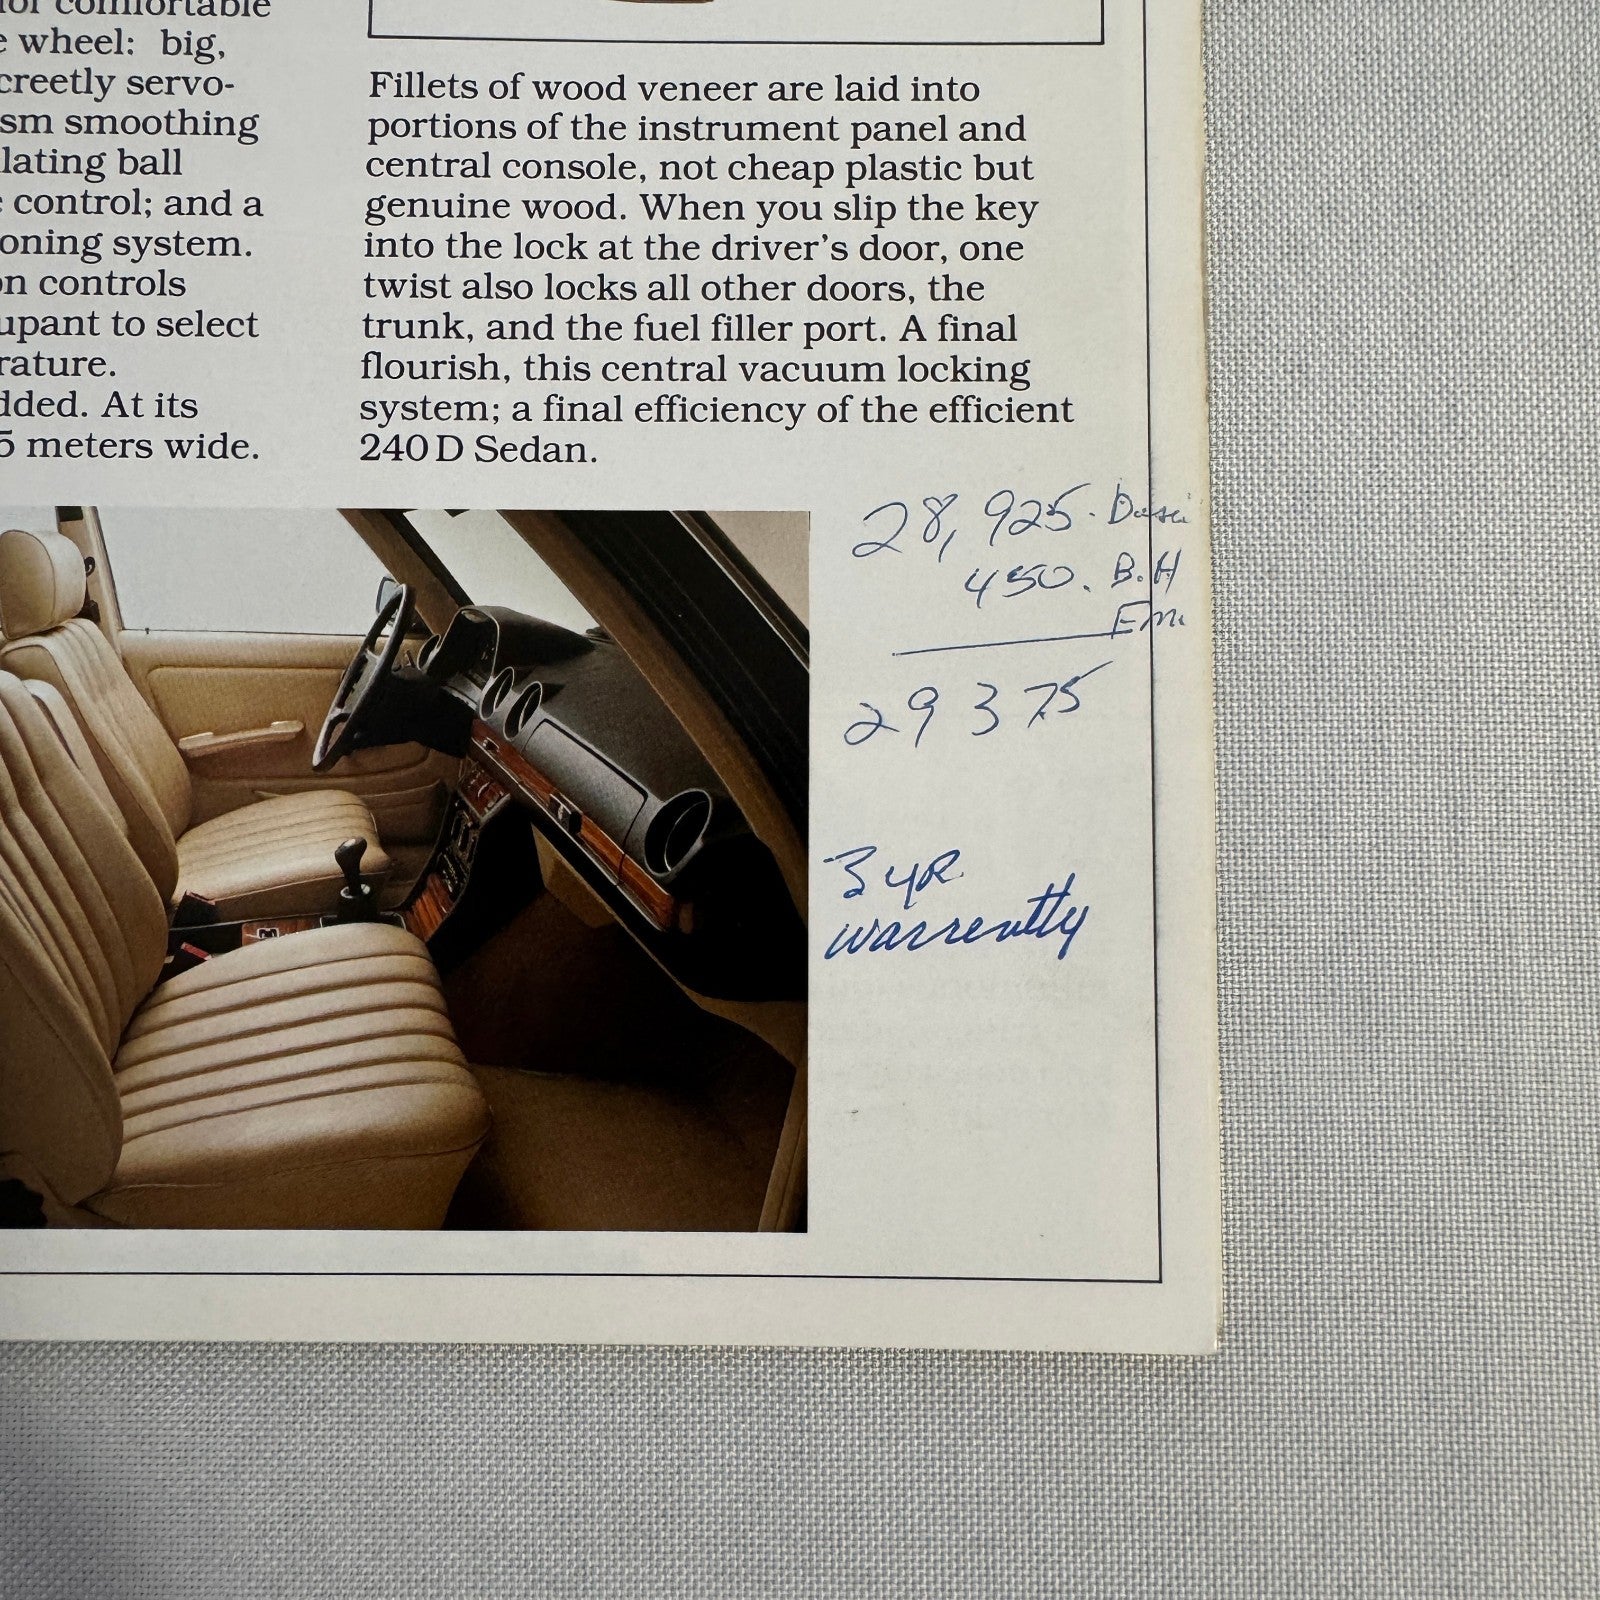 for comfortable
e wheel: big,
creetly servo-
sm smoothing
lating ball
control; and a
oning system.
on controls
upant to select
rature.
dded. At its
5 meters wide.
Fillets of wood veneer are laid into
portions of the instrument panel and
central console, not cheap plastic but
genuine wood. When you slip the key
into the lock at the driver's door, one
twist also locks all other doors, the
trunk, and the fuel filler port. A final
flourish, this central vacuum locking
system; a final efficiency of the efficient
240 D Sedan.
28,925.
450. B.H
29375
3 yR.
warrentty